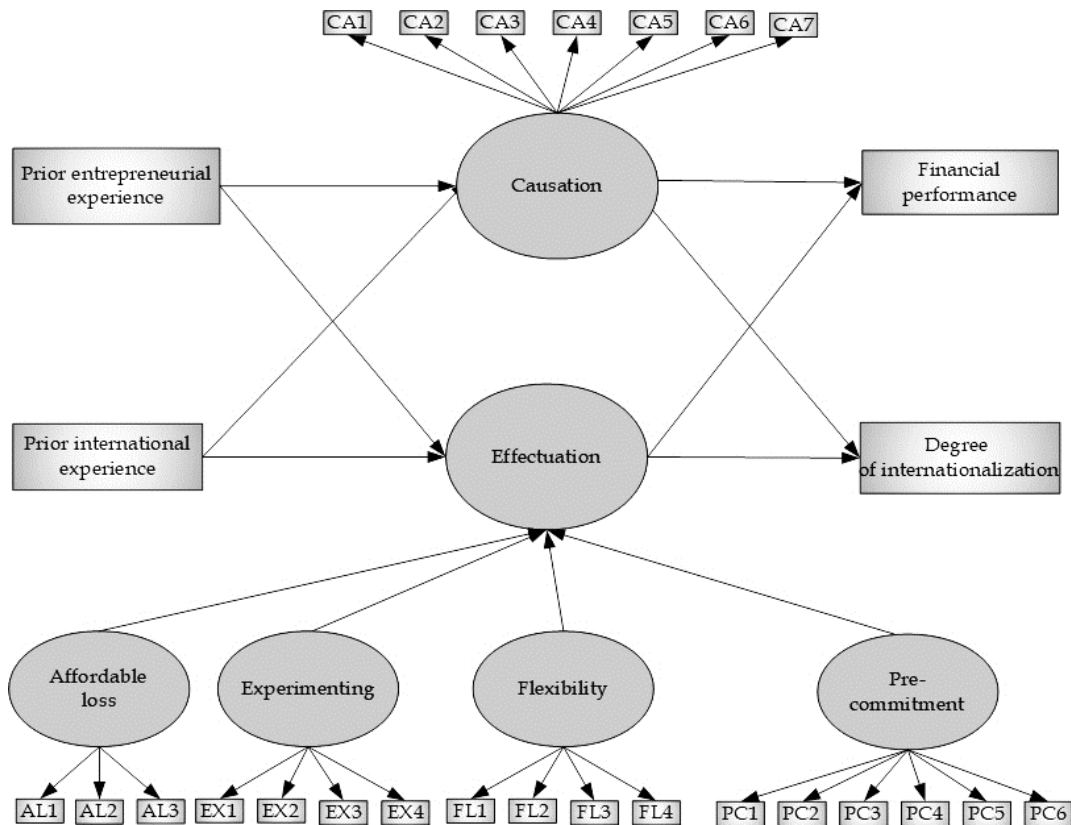 CA1 CA2 CA3 CA4 CA5 CA6 CA7
Prior entrepreneurial
experience
Causation
Financial
performance
Prior international
experience
Effectuation
Degree
of internationalization
Affordable
loss
Experimenting
Flexibility
Pre-
commitment
AL1 AL2 AL3 EX1 EX2 EX3 EX4 FL1 FL2 FL3 FL4 PC1 PC2 PC3 PC4 PC5 PC6